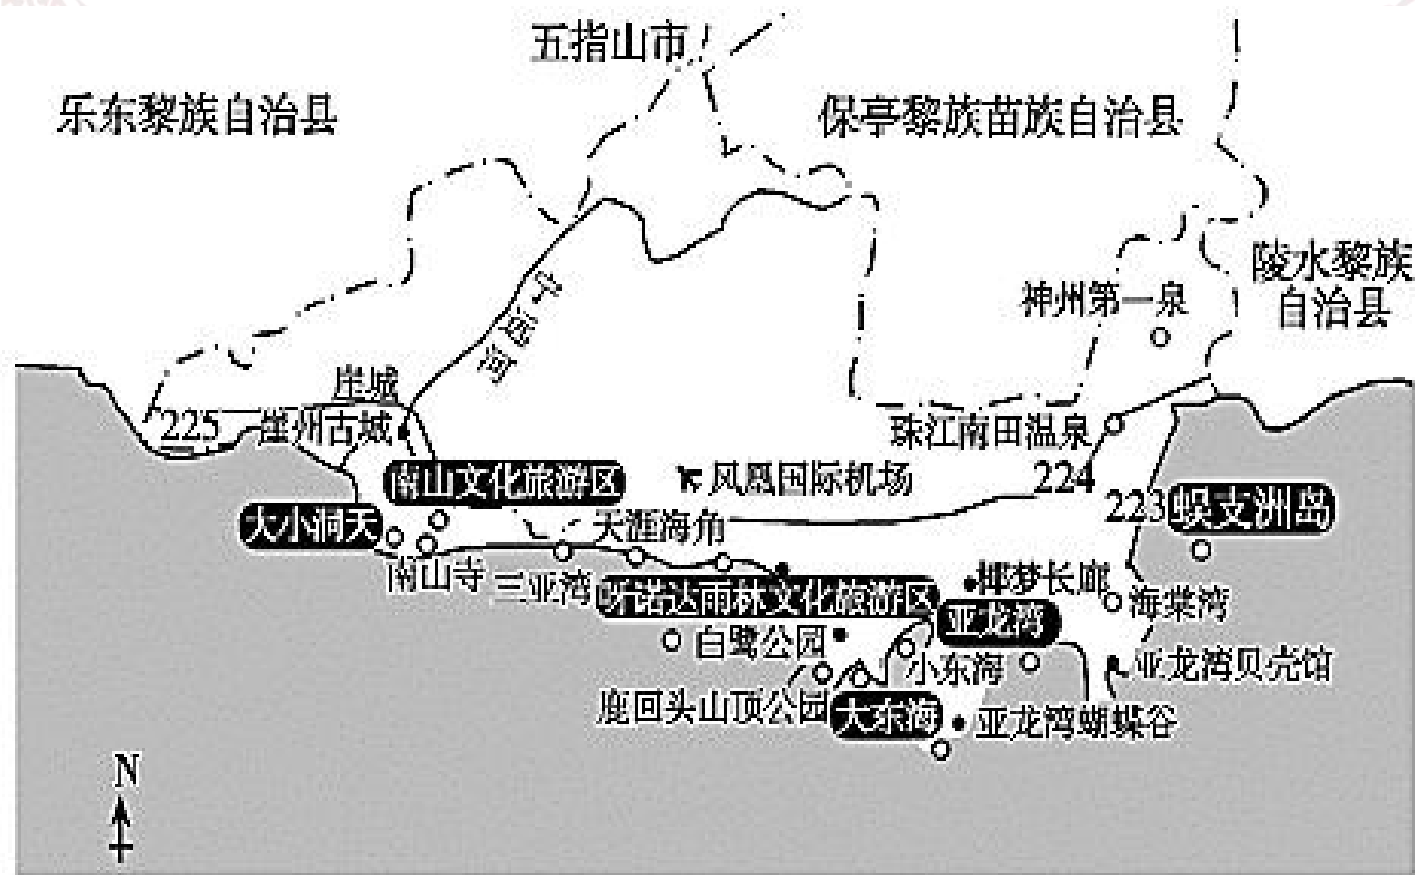 五指山市
乐东黎族自治县
保亭黎族苗族自治县
陵水黎族
自治县
神州第一泉
宁远河
崖城
225
崖州古城
珠江南田温泉
南山文化旅游区
凤凰国际机场
224
223
蜈支洲岛
大小洞天
天涯海角
南山寺
三亚湾
呀诺达雨林文化旅游区
椰梦长廊
海棠湾
亚龙湾
白鹭公园
小东海
亚龙湾贝壳馆
鹿回头山顶公园
大东海
亚龙湾蝴蝶谷
N